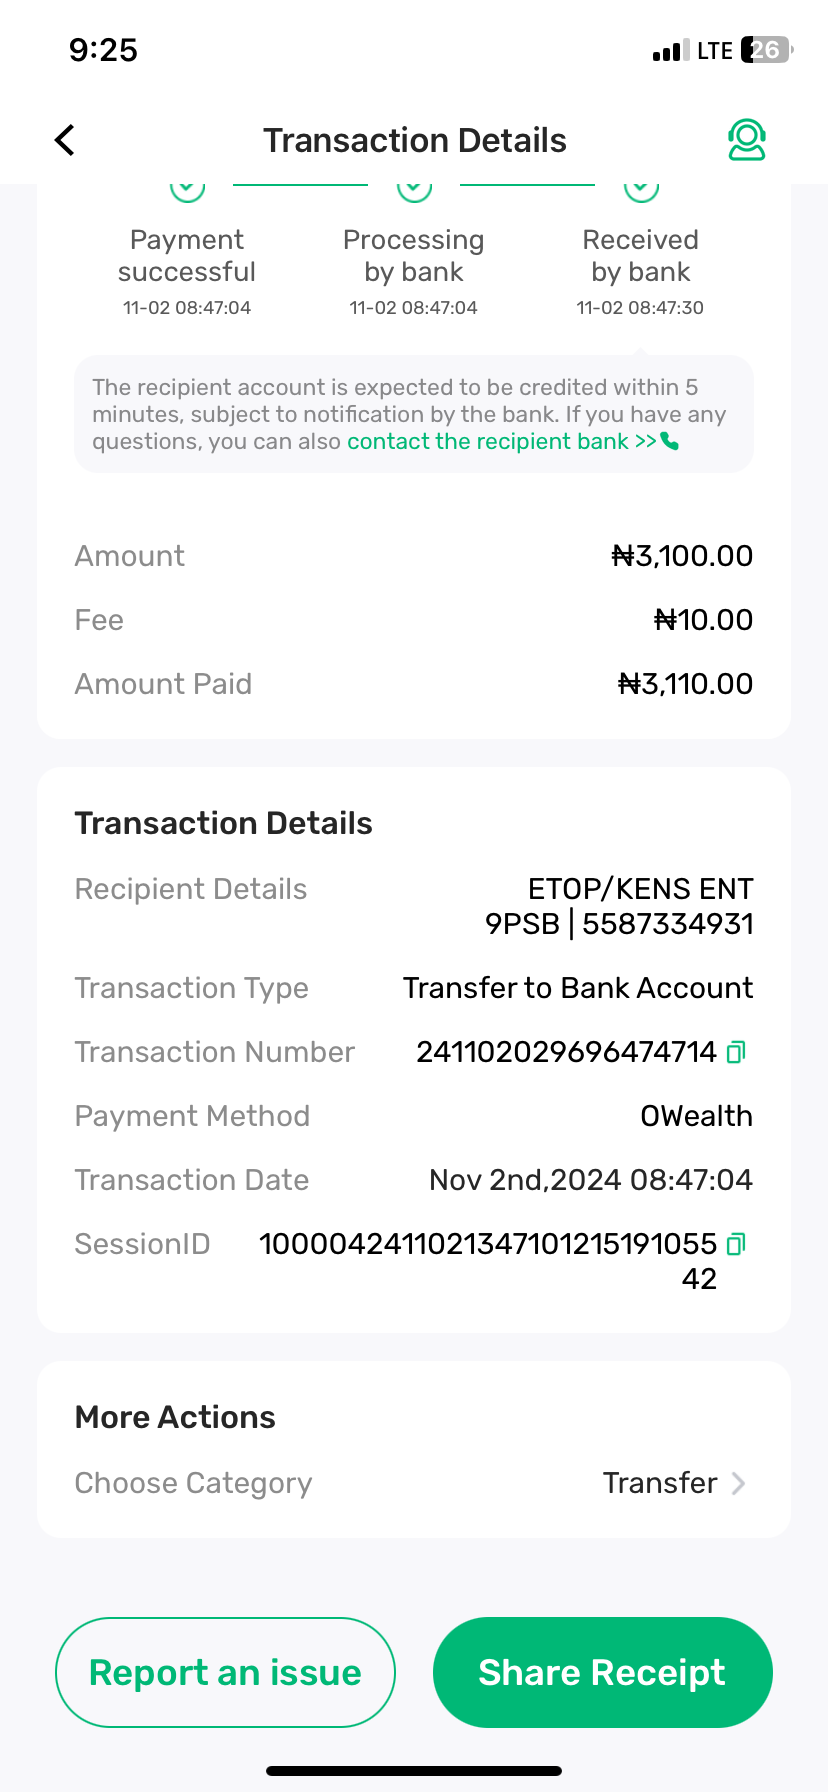 9:25
LTE 26
Transaction Details
Payment successful
11-02 08:47:04
Processing by bank
11-02 08:47:04
Received by bank
11-02 08:47:30
The recipient account is expected to be credited within 5
minutes, subject to notification by the bank. If you have any
questions, you can also contact the recipient bank >>
Amount ₦3,100.00
Fee ₦10.00
Amount Paid ₦3,110.00
Transaction Details
Recipient Details ETOP/KENS ENT
9PSB | 5587334931
Transaction Type Transfer to Bank Account
Transaction Number 241102029696474714
Payment Method OWealth
Transaction Date Nov 2nd,2024 08:47:04
SessionID 1000042411021347101215191055
42
More Actions
Choose Category Transfer
Report an issue
Share Receipt